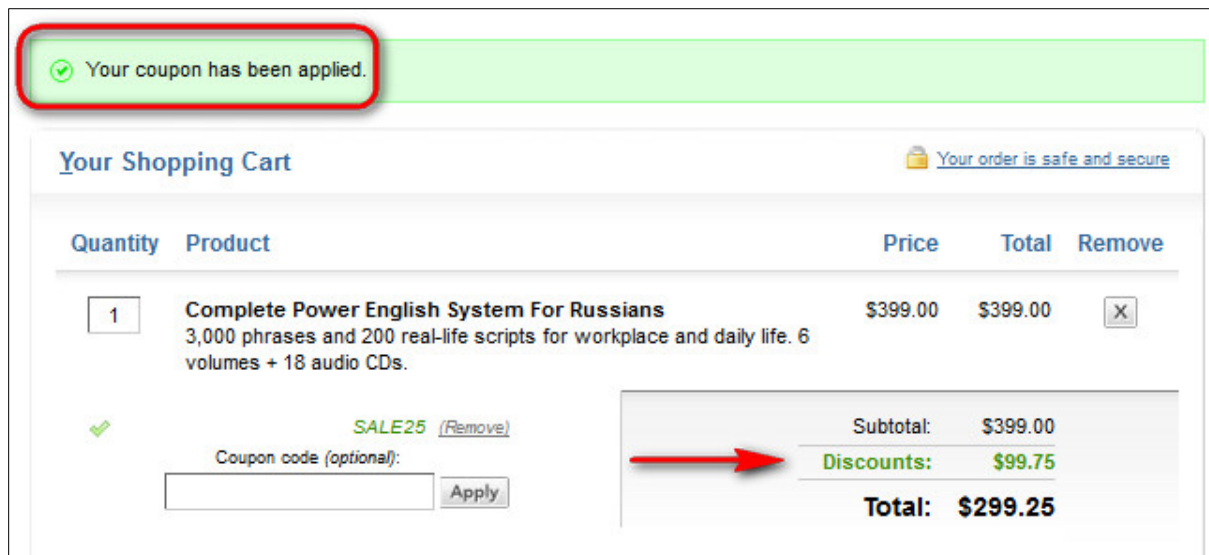 Your coupon has been applied.
Your Shopping Cart
Your order is safe and secure
Quantity Product Price Total Remove
1 Complete Power English System For Russians $399.00 $399.00 X
3,000 phrases and 200 real-life scripts for workplace and daily life. 6
volumes + 18 audio CDs.
SALE25 (Remove)
Coupon code (optional):
Apply
Subtotal: $399.00
Discounts: $99.75
Total: $299.25